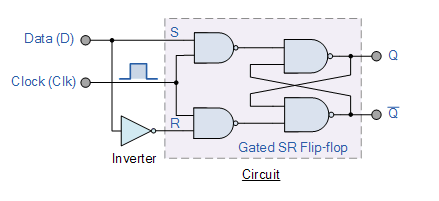 Data (D)
S
Q
Clock (Clk)
R
Q̅
Inverter
Gated SR Flip-flop
Circuit